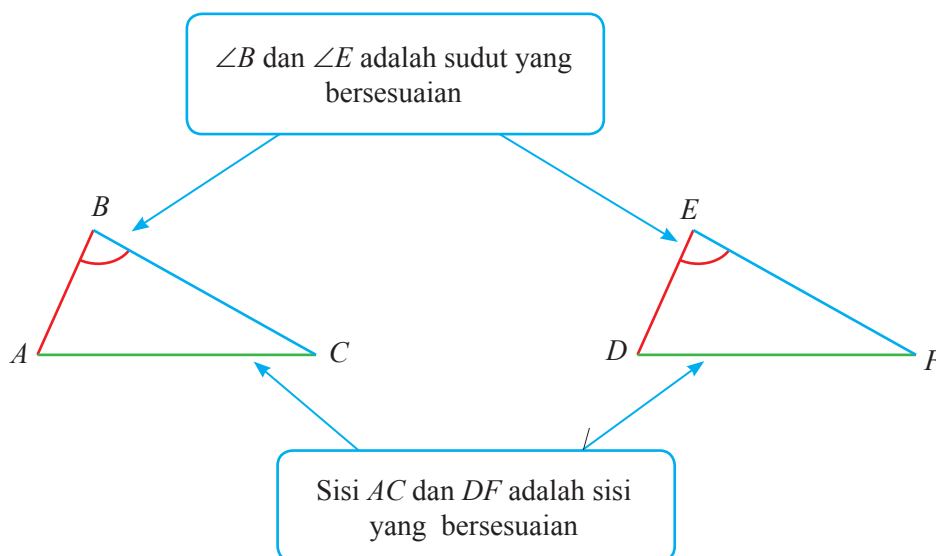 ∠B dan ∠E adalah sudut yang
bersesuaian
B
E
A
C
D
F
Sisi AC dan DF adalah sisi
yang bersesuaian